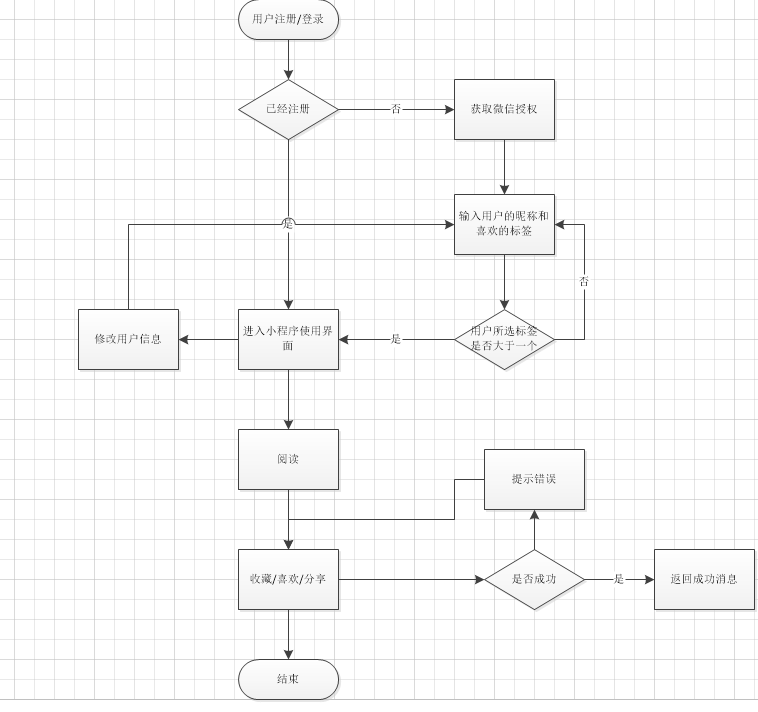 用户注册/登录
已经注册
否
获取微信授权
输入用户的昵称和
喜欢的标签
是
否
修改用户信息
进入小程序使用界
面
是
用户所选标签
是否大于一个
阅读
提示错误
收藏/喜欢/分享
是否成功
是
返回成功消息
结束